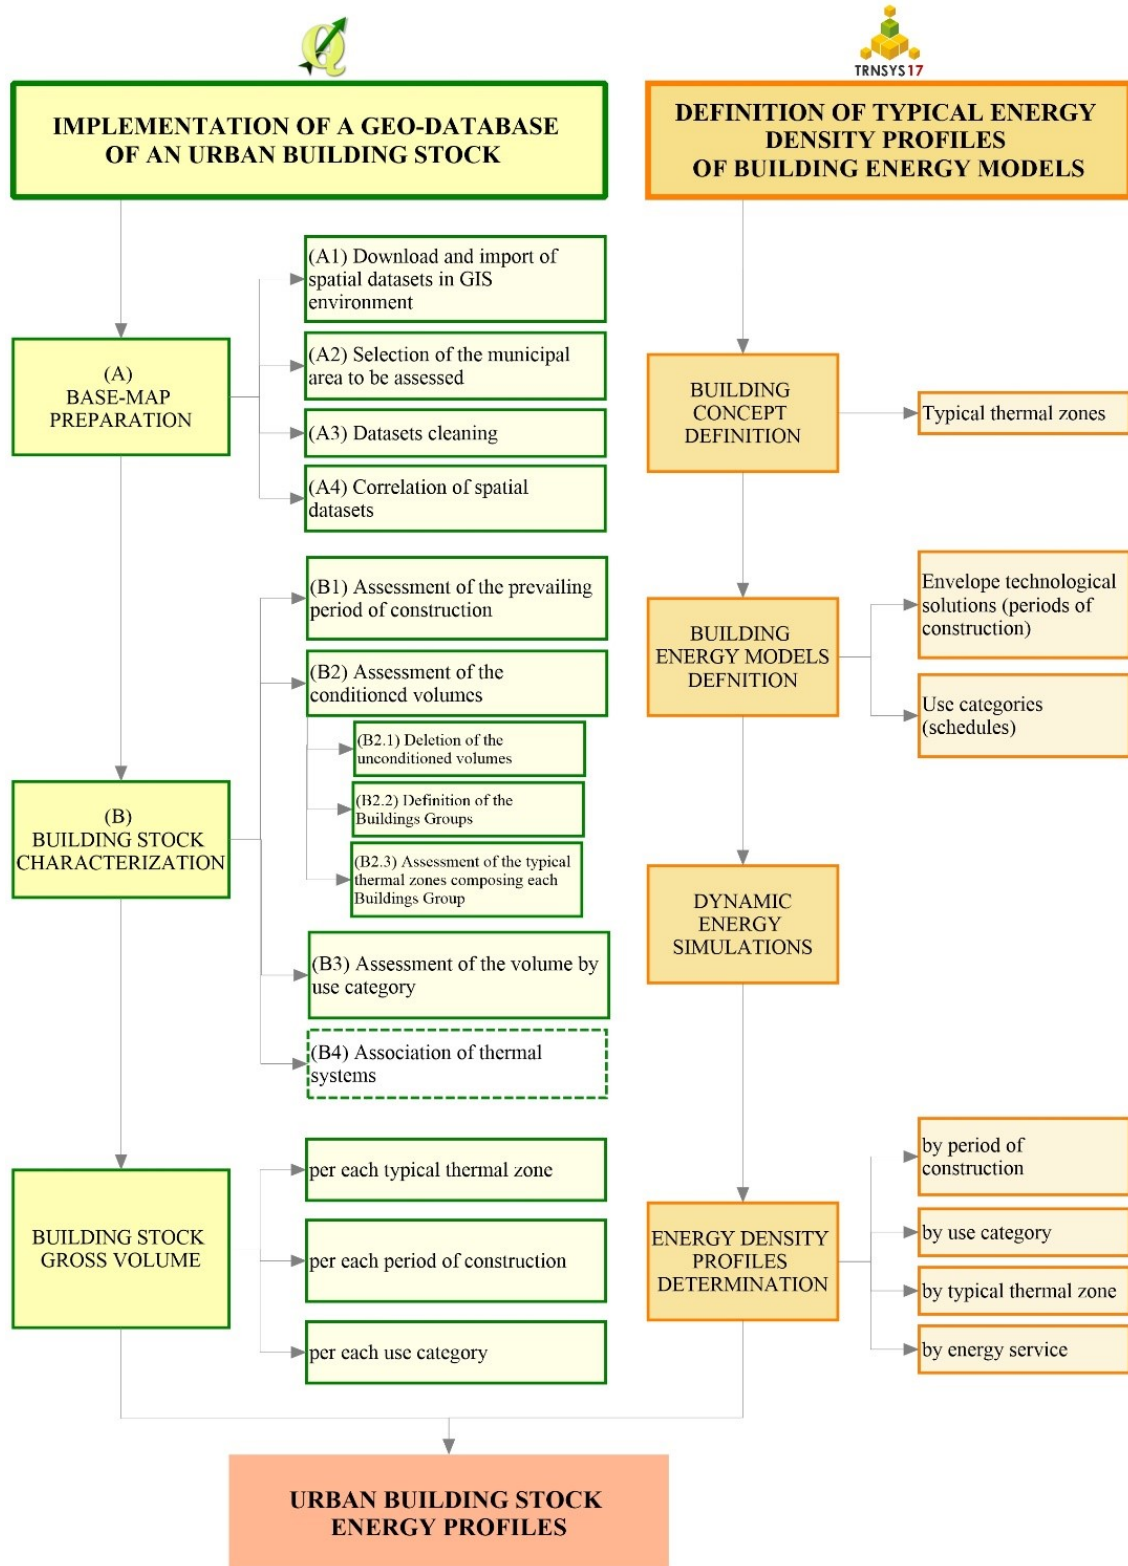 TRNSYS17
IMPLEMENTATION OF A GEO-DATABASE
OF AN URBAN BUILDING STOCK
(A1) Download and import of
spatial datasets in GIS
environment
(A)
BASE-MAP
PREPARATION
(A2) Selection of the municipal
area to be assessed
(A3) Datasets cleaning
(A4) Correlation of spatial
datasets
(B1) Assessment of the prevailing
period of construction
(B2) Assessment of the
conditioned volumes
(B2.1) Deletion of the
unconditioned volumes
(B2.2) Definition of the
Buildings Groups
(B2.3) Assessment of the typical
thermal zones composing each
Buildings Group
(B)
BUILDING STOCK
CHARACTERIZATION
(B3) Assessment of the volume by
use category
(B4) Association of thermal
systems
BUILDING STOCK
GROSS VOLUME
per each typical thermal zone
per each period of construction
per each use category
DEFINITION OF TYPICAL ENERGY
DENSITY PROFILES
OF BUILDING ENERGY MODELS
BUILDING
CONCEPT
DEFINITION
Typical thermal zones
BUILDING
ENERGY MODELS
DEFNITION
Envelope technological
solutions (periods of
construction)
Use categories
(schedules)
DYNAMIC
ENERGY
SIMULATIONS
ENERGY DENSITY
PROFILES
DETERMINATION
by period of
construction
by use category
by typical thermal zone
by energy service
URBAN BUILDING STOCK
ENERGY PROFILES